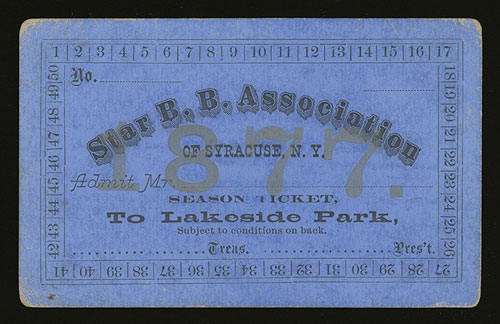 1 2 3 4 5 6 7 8 9 10 11 12 13 14 15 16 17
No.
Star B. B. Association
1877.
OF SYRACUSE, N. Y.
Admit Mr.
SEASON TICKET,
To Lakeside Park,
Subject to conditions on back.
Treas. Pres't.
18 19 20 21 22 23 24 25 26
27 28 29 30 31 32 33 34 35 36 37 38 39 40 41
42 43 44 45 46 47 48 49 50